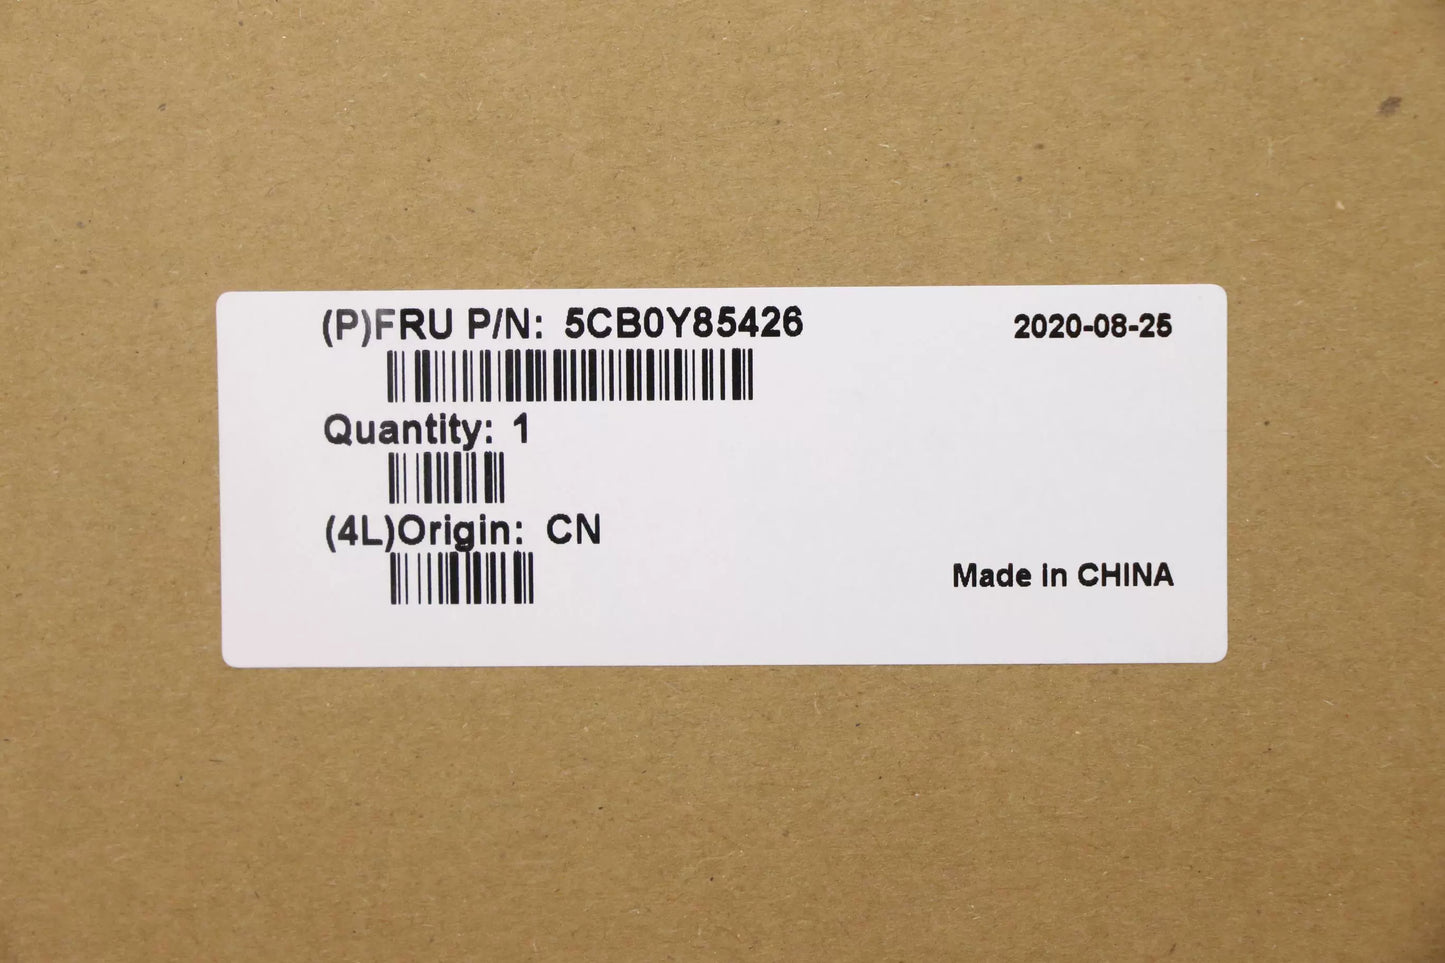 (P)FRU P/N: 5CB0Y85426
2020-08-25
Quantity: 1
(4L)Origin: CN
Made in CHINA